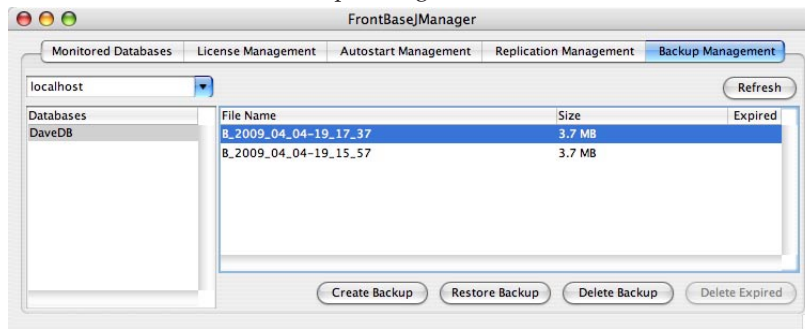 FrontBaseJManager
Monitored Databases License Management Autostart Management Replication Management Backup Management
localhost Refresh
Databases File Name Size Expired
DaveDB B_2009_04_04-19_17_37 3.7 MB
B_2009_04_04-19_15_57 3.7 MB
Create Backup Restore Backup Delete Backup Delete Expired